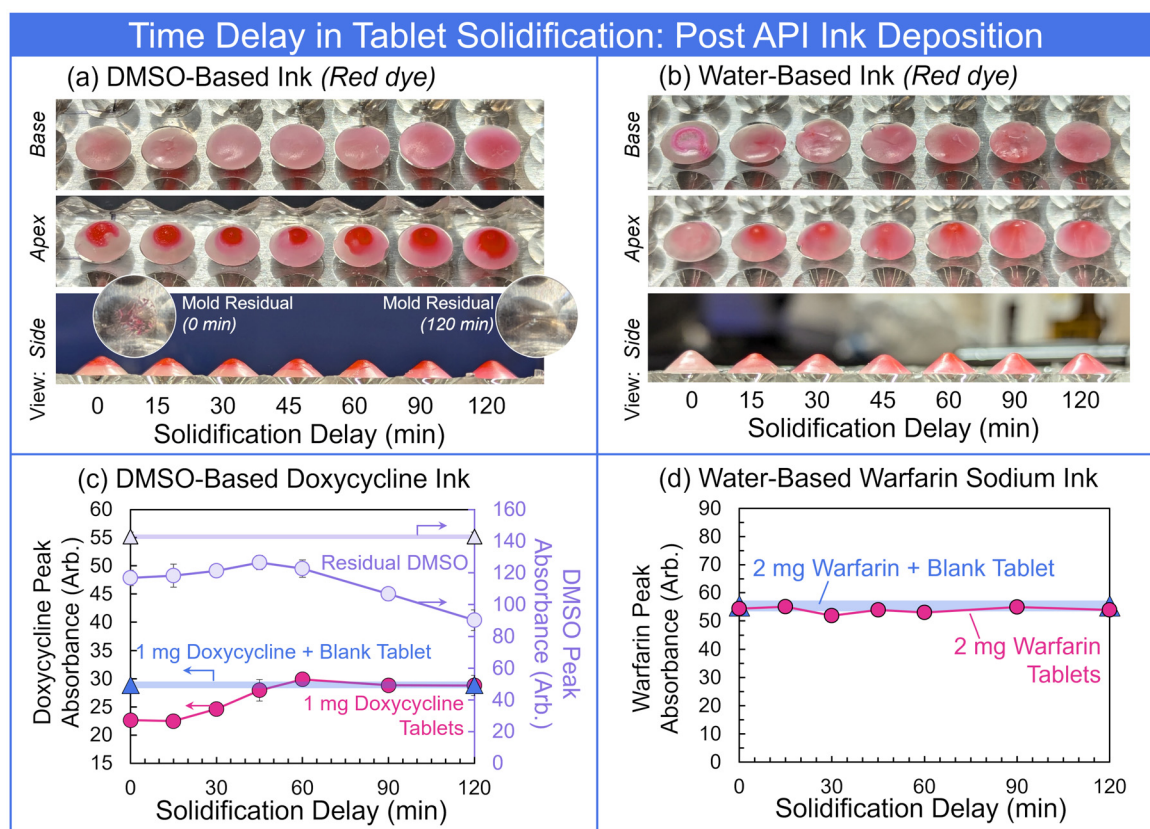 Time Delay in Tablet Solidification: Post API Ink Deposition
(a) DMSO-Based Ink (Red dye)
Base
Apex
View: Side
Mold Residual
(0 min)
Mold Residual
(120 min)
0 15 30 45 60 90 120
Solidification Delay (min)
(b) Water-Based Ink (Red dye)
Base
Apex
View: Side
0 15 30 45 60 90 120
Solidification Delay (min)
(c) DMSO-Based Doxycycline Ink
Doxycycline Peak
Absorbance (Arb.)
60
55
50
45
40
35
30
25
20
15
Residual DMSO
1 mg Doxycycline + Blank Tablet
1 mg Doxycycline
Tablets
160
140
120
100
80
60
40
20
0
DMSO Peak
Absorbance (Arb.)
0 30 60 90 120
Solidification Delay (min)
(d) Water-Based Warfarin Sodium Ink
Warfarin Peak
Absorbance (Arb.)
90
80
70
60
50
40
30
20
10
0
2 mg Warfarin + Blank Tablet
2 mg Warfarin
Tablets
0 30 60 90 120
Solidification Delay (min)